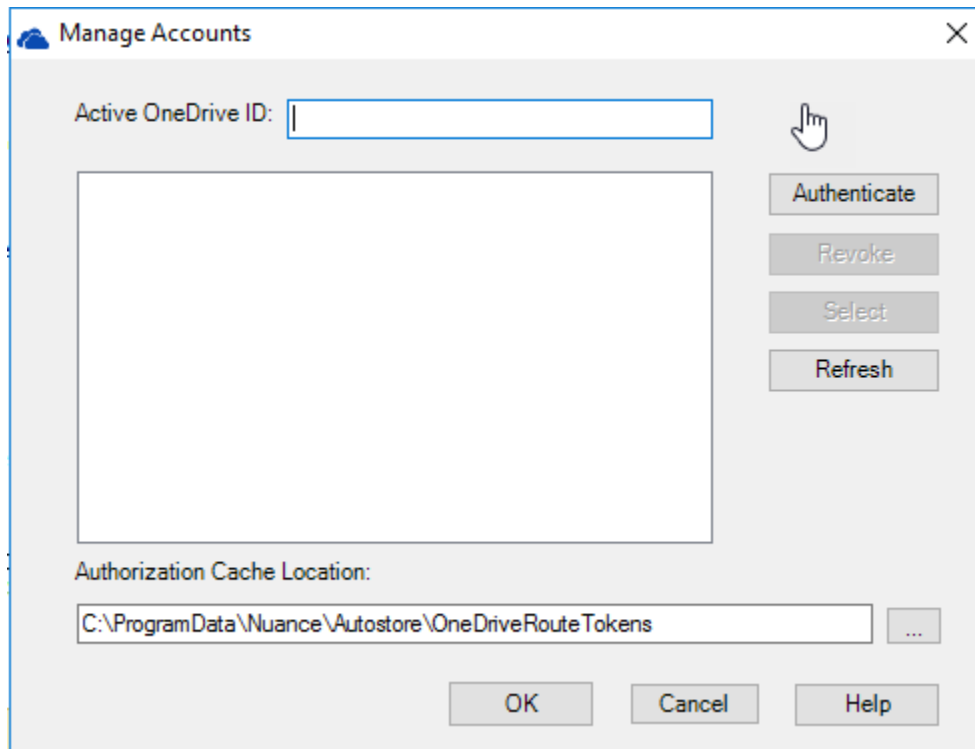 Manage Accounts
Active OneDrive ID:
Authenticate
Revoke
Select
Refresh
Authorization Cache Location:
C:\ProgramData\Nuance\Autostore\OneDriveRouteTokens
...
OK Cancel Help